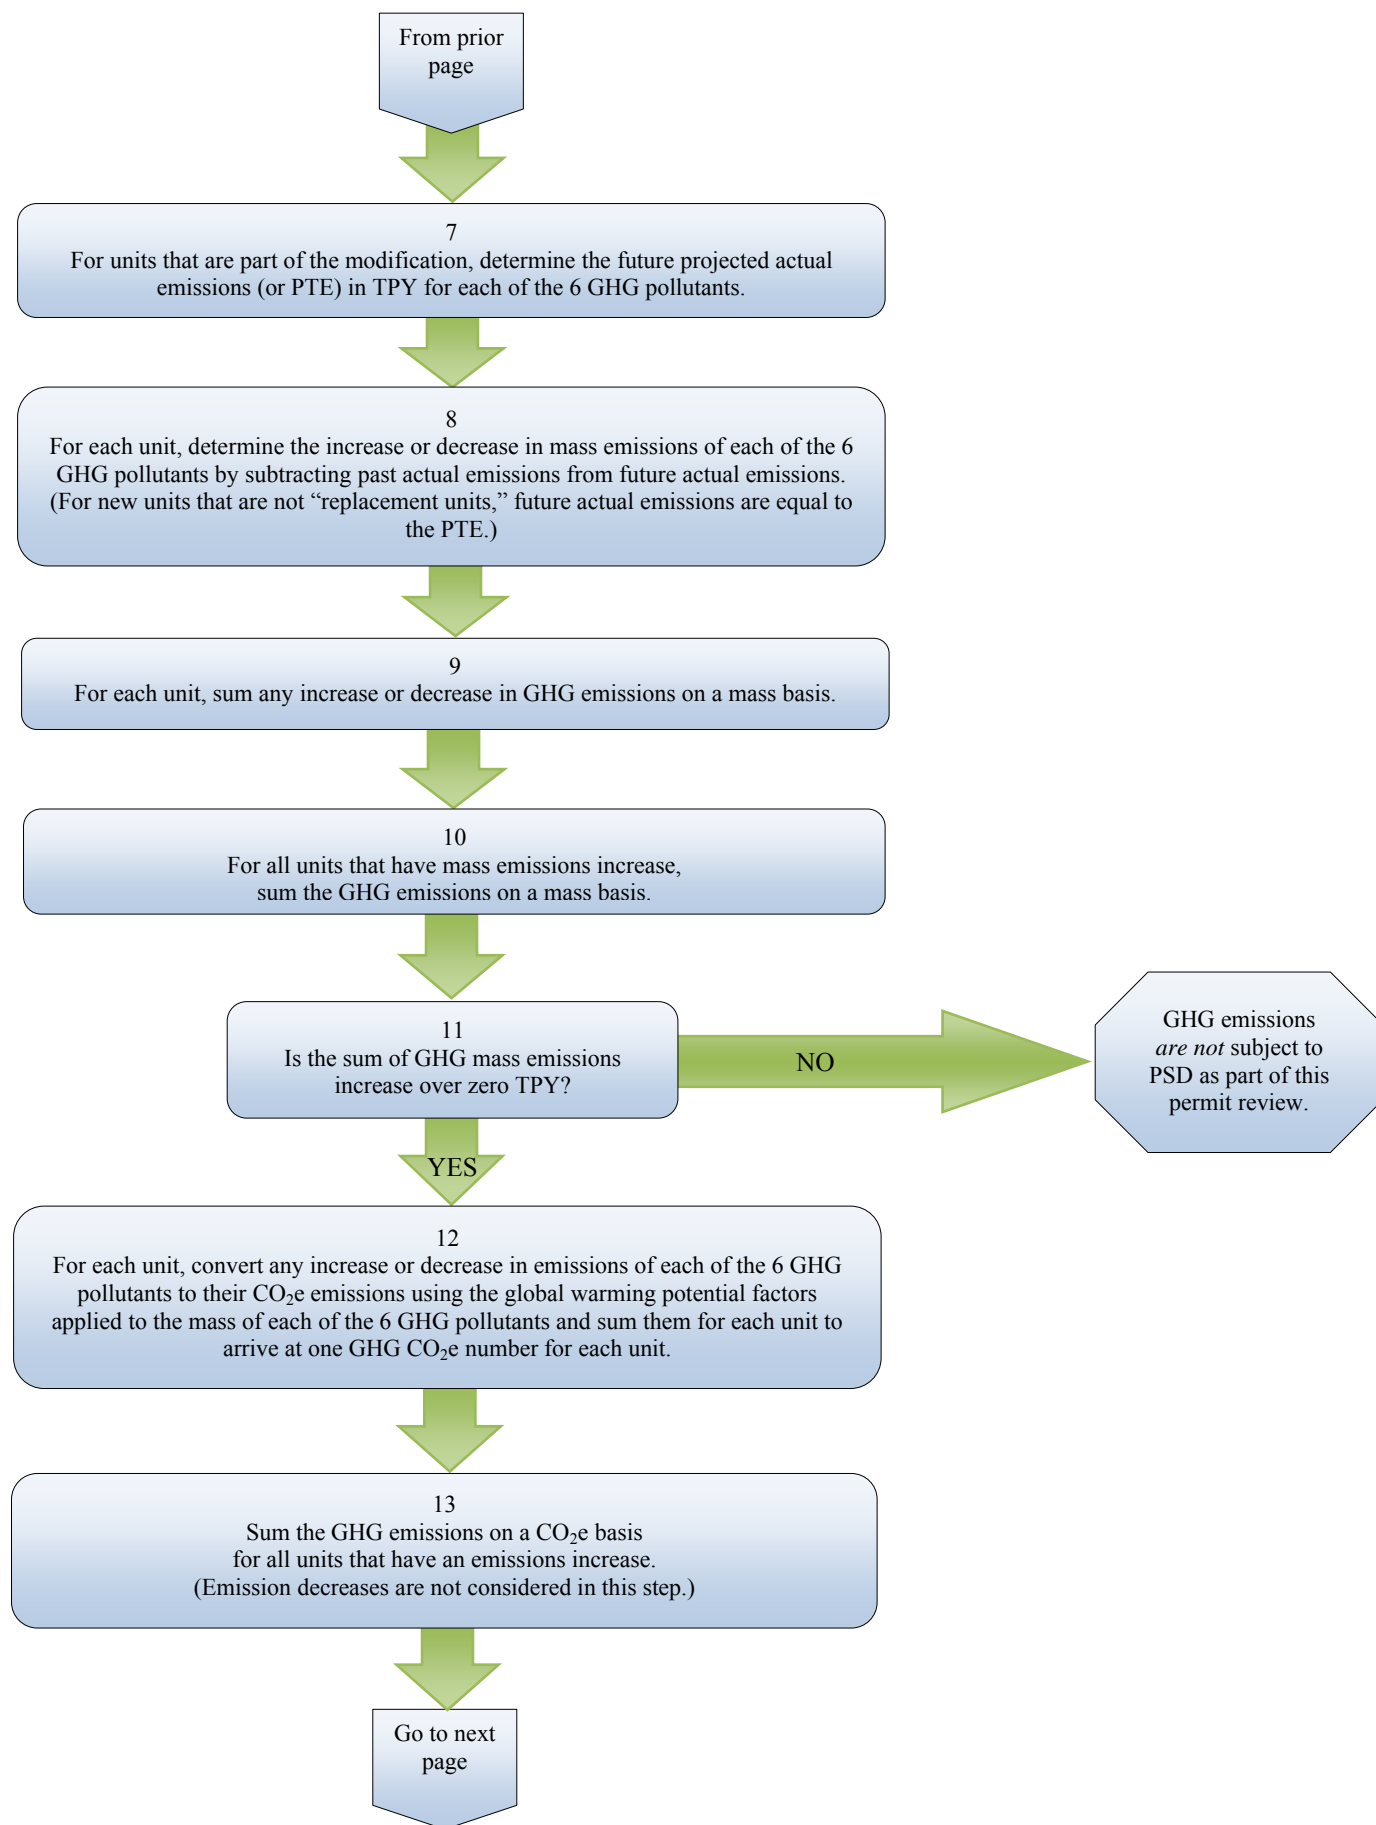 From prior
page
7
For units that are part of the modification, determine the future projected actual
emissions (or PTE) in TPY for each of the 6 GHG pollutants.
8
For each unit, determine the increase or decrease in mass emissions of each of the 6
GHG pollutants by subtracting past actual emissions from future actual emissions.
(For new units that are not “replacement units,” future actual emissions are equal to
the PTE.)
9
For each unit, sum any increase or decrease in GHG emissions on a mass basis.
10
For all units that have mass emissions increase,
sum the GHG emissions on a mass basis.
11
Is the sum of GHG mass emissions
increase over zero TPY?
NO
GHG emissions
are not subject to
PSD as part of this
permit review.
YES
12
For each unit, convert any increase or decrease in emissions of each of the 6 GHG
pollutants to their CO₂e emissions using the global warming potential factors
applied to the mass of each of the 6 GHG pollutants and sum them for each unit to
arrive at one GHG CO₂e number for each unit.
13
Sum the GHG emissions on a CO₂e basis
for all units that have an emissions increase.
(Emission decreases are not considered in this step.)
Go to next
page